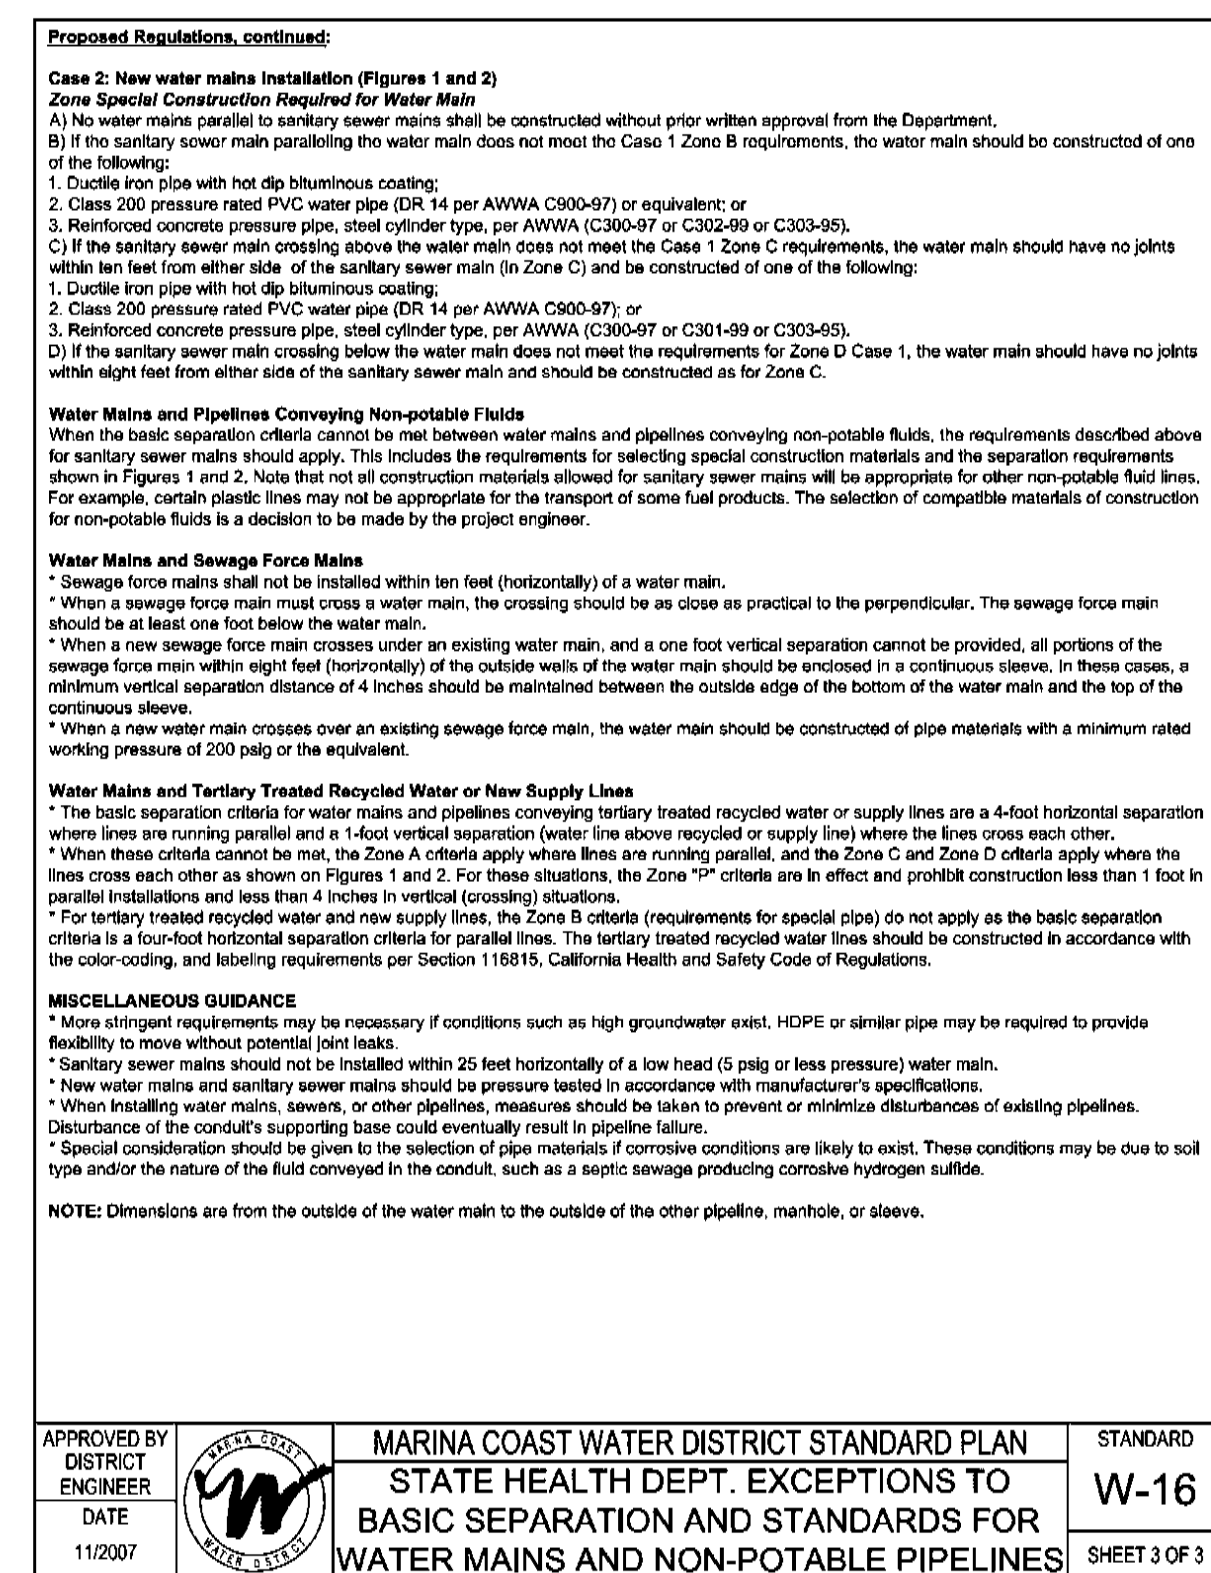 Proposed Regulations, continued:
Case 2: New water mains Installation (Figures 1 and 2)
Zone Special Construction Required for Water Main
A) No water mains parallel to sanitary sewer mains shall be constructed without prior written approval from the Department.
B) If the sanitary sewer main paralleling the water main does not meet the Case 1 Zone B requirements, the water main should be constructed of one
of the following:
1. Ductile iron pipe with hot dip bituminous coating;
2. Class 200 pressure rated PVC water pipe (DR 14 per AWWA C900-97) or equivalent; or
3. Reinforced concrete pressure pipe, steel cylinder type, per AWWA (C300-97 or C302-99 or C303-95).
C) If the sanitary sewer main crossing above the water main does not meet the Case 1 Zone C requirements, the water main should have no joints
within ten feet from either side of the sanitary sewer main (in Zone C) and be constructed of one of the following:
1. Ductile iron pipe with hot dip bituminous coating;
2. Class 200 pressure rated PVC water pipe (DR 14 per AWWA C900-97); or
3. Reinforced concrete pressure pipe, steel cylinder type, per AWWA (C300-97 or C301-99 or C303-95).
D) If the sanitary sewer main crossing below the water main does not meet the requirements for Zone D Case 1, the water main should have no joints
within eight feet from either side of the sanitary sewer main and should be constructed as for Zone C.
Water Mains and Pipelines Conveying Non-potable Fluids
When the basic separation criteria cannot be met between water mains and pipelines conveying non-potable fluids, the requirements described above
for sanitary sewer mains should apply. This includes the requirements for selecting special construction materials and the separation requirements
shown in Figures 1 and 2. Note that not all construction materials allowed for sanitary sewer mains will be appropriate for other non-potable fluid lines.
For example, certain plastic lines may not be appropriate for the transport of some fuel products. The selection of compatible materials of construction
for non-potable fluids is a decision to be made by the project engineer.
Water Mains and Sewage Force Mains
* Sewage force mains shall not be installed within ten feet (horizontally) of a water main.
* When a sewage force main must cross a water main, the crossing should be as close as practical to the perpendicular. The sewage force main
should be at least one foot below the water main.
* When a new sewage force main crosses under an existing water main, and a one foot vertical separation cannot be provided, all portions of the
sewage force main within eight feet (horizontally) of the outside walls of the water main should be enclosed in a continuous sleeve. In these cases, a
minimum vertical separation distance of 4 inches should be maintained between the outside edge of the bottom of the water main and the top of the
continuous sleeve.
* When a new water main crosses over an existing sewage force main, the water main should be constructed of pipe materials with a minimum rated
working pressure of 200 psig or the equivalent.
Water Mains and Tertiary Treated Recycled Water or New Supply Lines
* The basic separation criteria for water mains and pipelines conveying tertiary treated recycled water or supply lines are a 4-foot horizontal separation
where lines are running parallel and a 1-foot vertical separation (water line above recycled or supply line) where the lines cross each other.
* When these criteria cannot be met, the Zone A criteria apply where lines are running parallel, and the Zone C and Zone D criteria apply where the
lines cross each other as shown on Figures 1 and 2. For these situations, the Zone "P" criteria are in effect and prohibit construction less than 1 foot in
parallel installations and less than 4 inches in vertical (crossing) situations.
* For tertiary treated recycled water and new supply lines, the Zone B criteria (requirements for special pipe) do not apply as the basic separation
criteria is a four-foot horizontal separation criteria for parallel lines. The tertiary treated recycled water lines should be constructed in accordance with
the color-coding, and labeling requirements per Section 116815, California Health and Safety Code of Regulations.
MISCELLANEOUS GUIDANCE
* More stringent requirements may be necessary if conditions such as high groundwater exist. HDPE or similar pipe may be required to provide
flexibility to move without potential joint leaks.
* Sanitary sewer mains should not be installed within 25 feet horizontally of a low head (5 psig or less pressure) water main.
* New water mains and sanitary sewer mains should be pressure tested in accordance with manufacturer's specifications.
* When installing water mains, sewers, or other pipelines, measures should be taken to prevent or minimize disturbances of existing pipelines.
Disturbance of the conduit's supporting base could eventually result in pipeline failure.
* Special consideration should be given to the selection of pipe materials if corrosive conditions are likely to exist. These conditions may be due to soil
type and/or the nature of the fluid conveyed in the conduit, such as a septic sewage producing corrosive hydrogen sulfide.
NOTE: Dimensions are from the outside of the water main to the outside of the other pipeline, manhole, or sleeve.
APPROVED BY
DISTRICT
ENGINEER
DATE
11/2007
MARINA COAST
WATER DISTRICT
MARINA COAST WATER DISTRICT STANDARD PLAN
STATE HEALTH DEPT. EXCEPTIONS TO
BASIC SEPARATION AND STANDARDS FOR
WATER MAINS AND NON-POTABLE PIPELINES
STANDARD
W-16
SHEET 3 OF 3